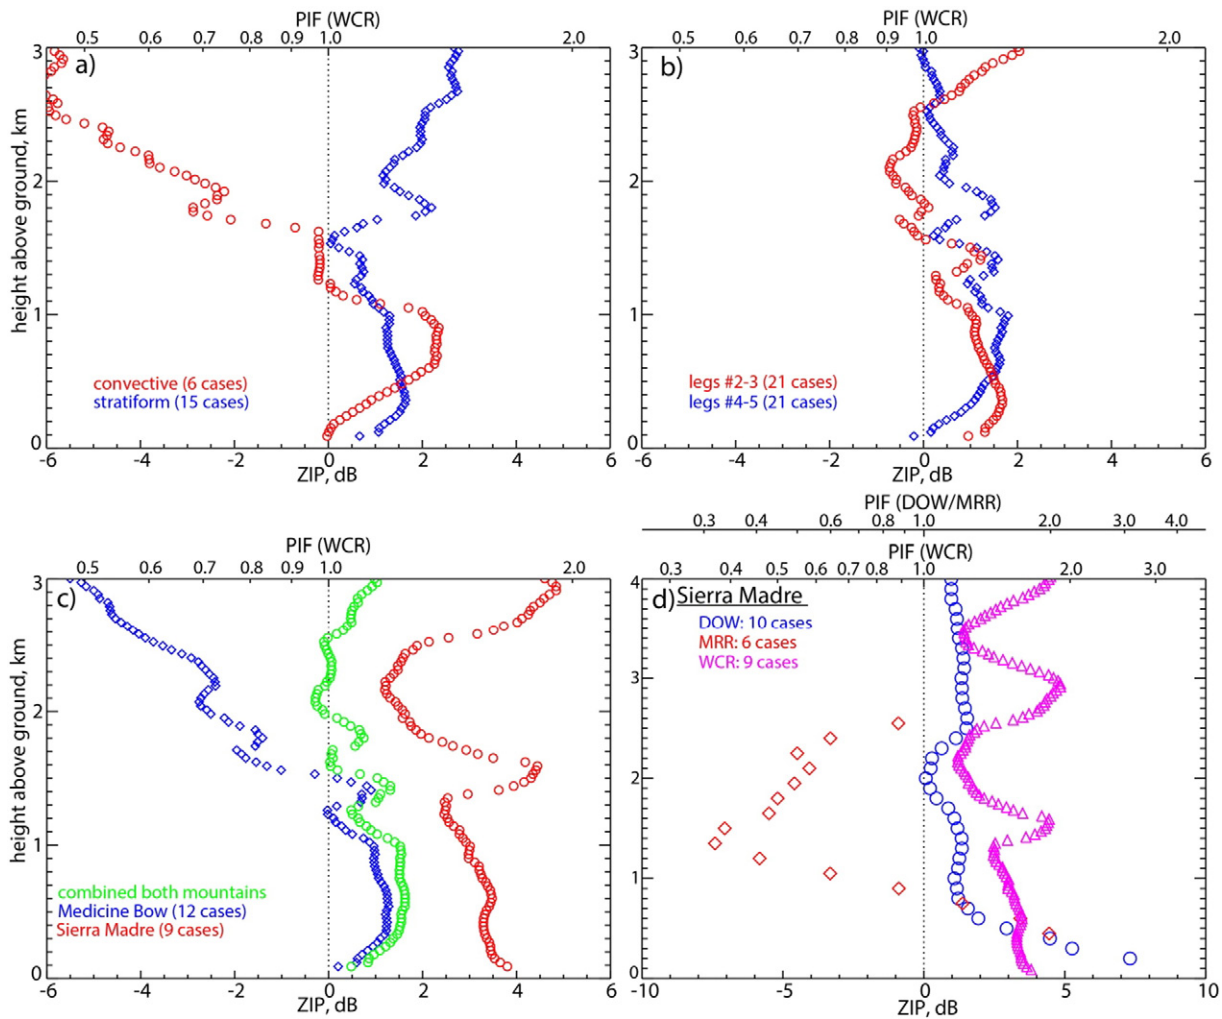 PIF (WCR)
0.5 0.6 0.7 0.8 0.9 1.0 2.0
a)
3
2
1
0
height above ground, km
convective (6 cases)
stratiform (15 cases)
-6 -4 -2 0 2 4 6
ZIP, dB
PIF (WCR)
0.5 0.6 0.7 0.8 0.9 1.0 2.0
b)
3
2
1
0
legs #2-3 (21 cases)
legs #4-5 (21 cases)
-6 -4 -2 0 2 4 6
ZIP, dB
PIF (WCR)
0.5 0.6 0.7 0.8 0.9 1.0 2.0
c)
3
2
1
0
height above ground, km
combined both mountains
Medicine Bow (12 cases)
Sierra Madre (9 cases)
-6 -4 -2 0 2 4 6
ZIP, dB
PIF (DOW/MRR)
0.3 0.4 0.5 0.6 0.8 1.0 2.0 3.0 4.0
PIF (WCR)
0.3 0.4 0.5 0.6 0.7 0.8 1.0 2.0 3.0
d) Sierra Madre
DOW: 10 cases
MRR: 6 cases
WCR: 9 cases
4
3
2
1
0
-10 -5 0 5 10
ZIP, dB